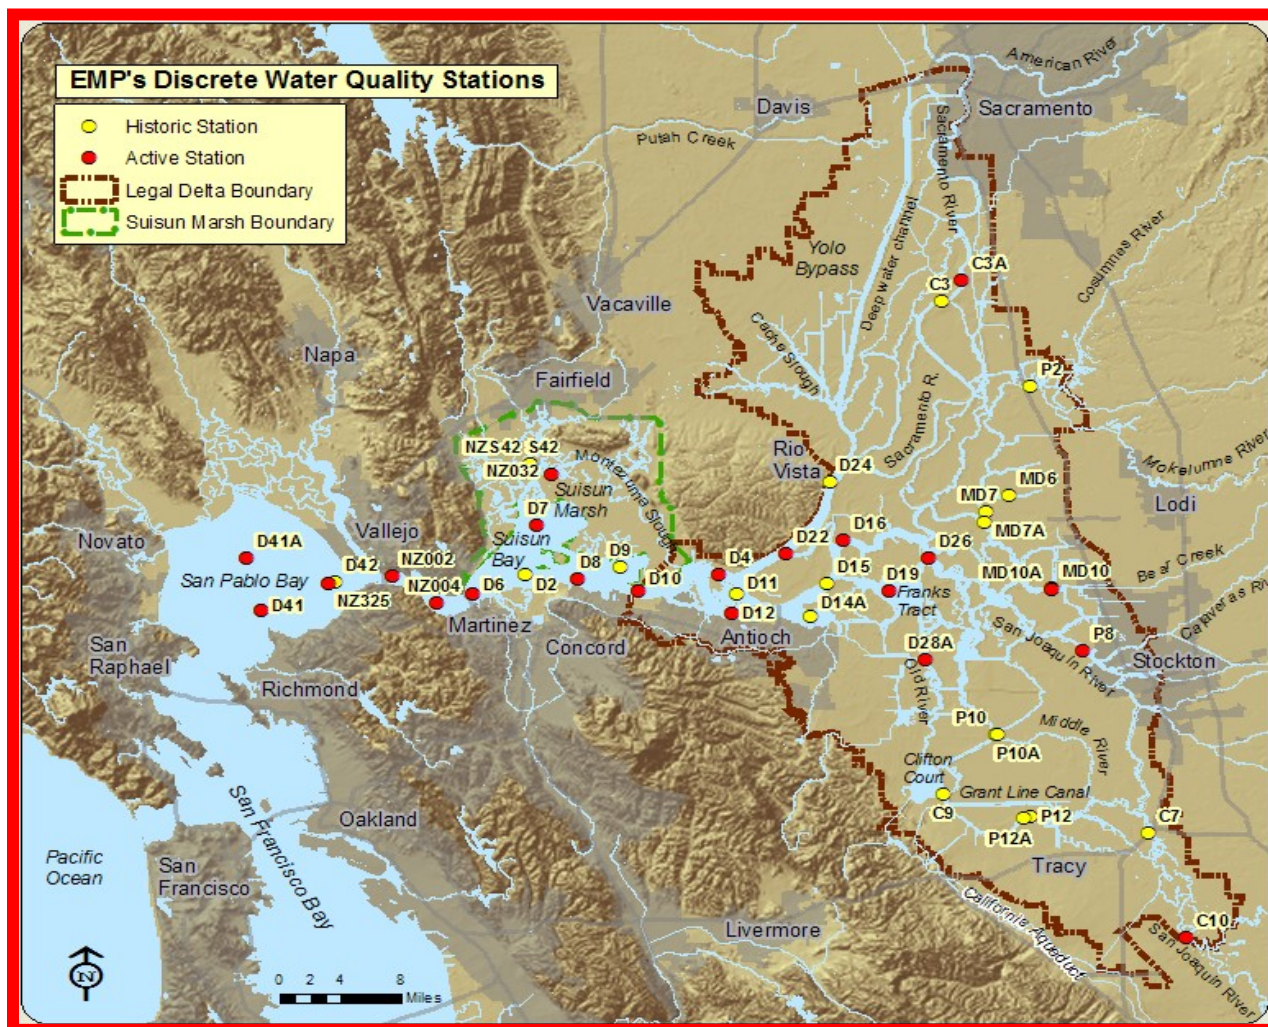 EMP's Discrete Water Quality Stations
Historic Station
Active Station
Legal Delta Boundary
Suisun Marsh Boundary
American River
Davis
Sacramento
Putah Creek
Sacramento River
Deep water channel
Yolo
Bypass
Cosumnes River
C3A
C3
Vacaville
Cache Slough
Napa
Fairfield
P2
Sacramento R.
NZS42
S42
NZ032
Montezuma Slough
Rio
Vista
D24
Mokelumne River
MD6
MD7
MD7A
Lodi
Suisun
Marsh
D7
Suisun
Bay
Vallejo
Novato
D41A
San Pablo Bay
D42
NZ002
NZ325
NZ004
D41
D6
D2
D8
D9
D10
D4
D22
D16
D26
D11
D15
D12
D14A
D19
Franks
Tract
MD10A
MD10
Bear Creek
Calaveras Riv
Martinez
Concord
Antioch
San
Raphael
Richmond
D28A
Old River
San Joaquin River
P8
Stockton
P10
P10A
Middle River
Clifton
Court
Grant Line Canal
C9
P12
P12A
C7
Tracy
Oakland
San Francisco Bay
Pacific
Ocean
San
Francisco
Livermore
California Aqueduct
C10
San Joaquin River
N
0 2 4 8
Miles